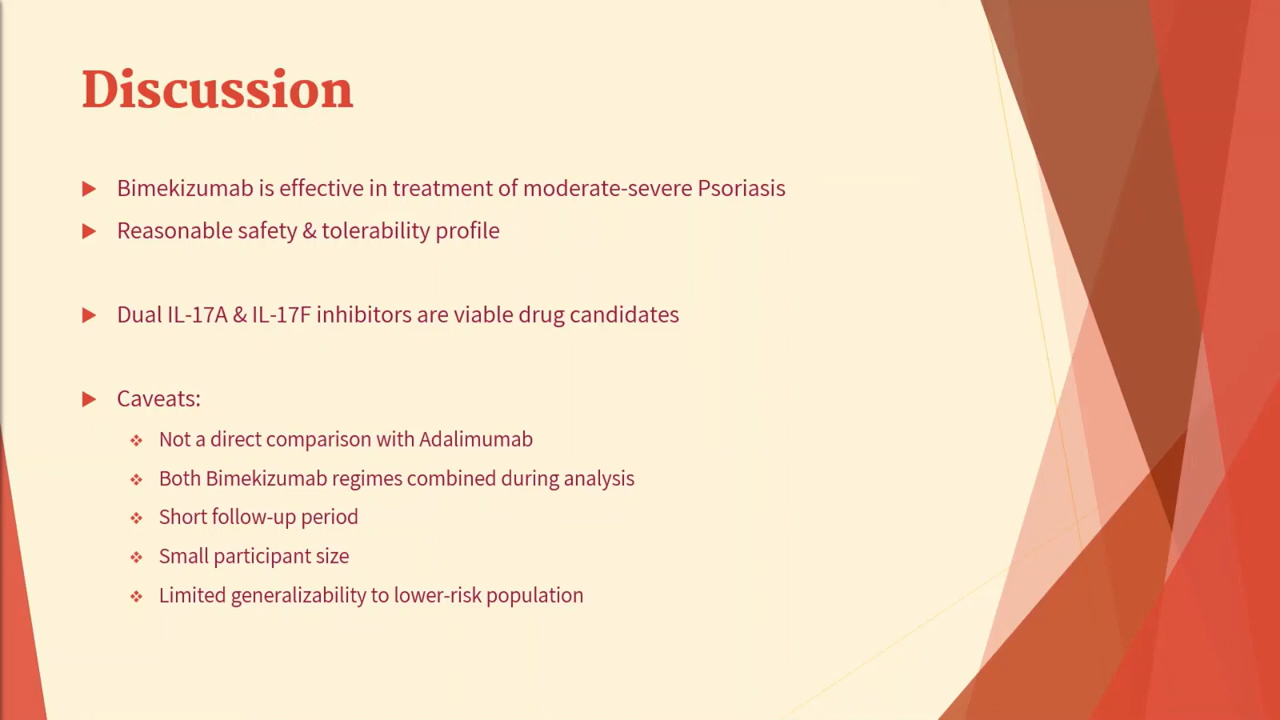 Discussion
Bimekizumab is effective in treatment of moderate-severe Psoriasis
Reasonable safety & tolerability profile
Dual IL-17A & IL-17F inhibitors are viable drug candidates
Caveats:
Not a direct comparison with Adalimumab
Both Bimekizumab regimes combined during analysis
Short follow-up period
Small participant size
Limited generalizability to lower-risk population